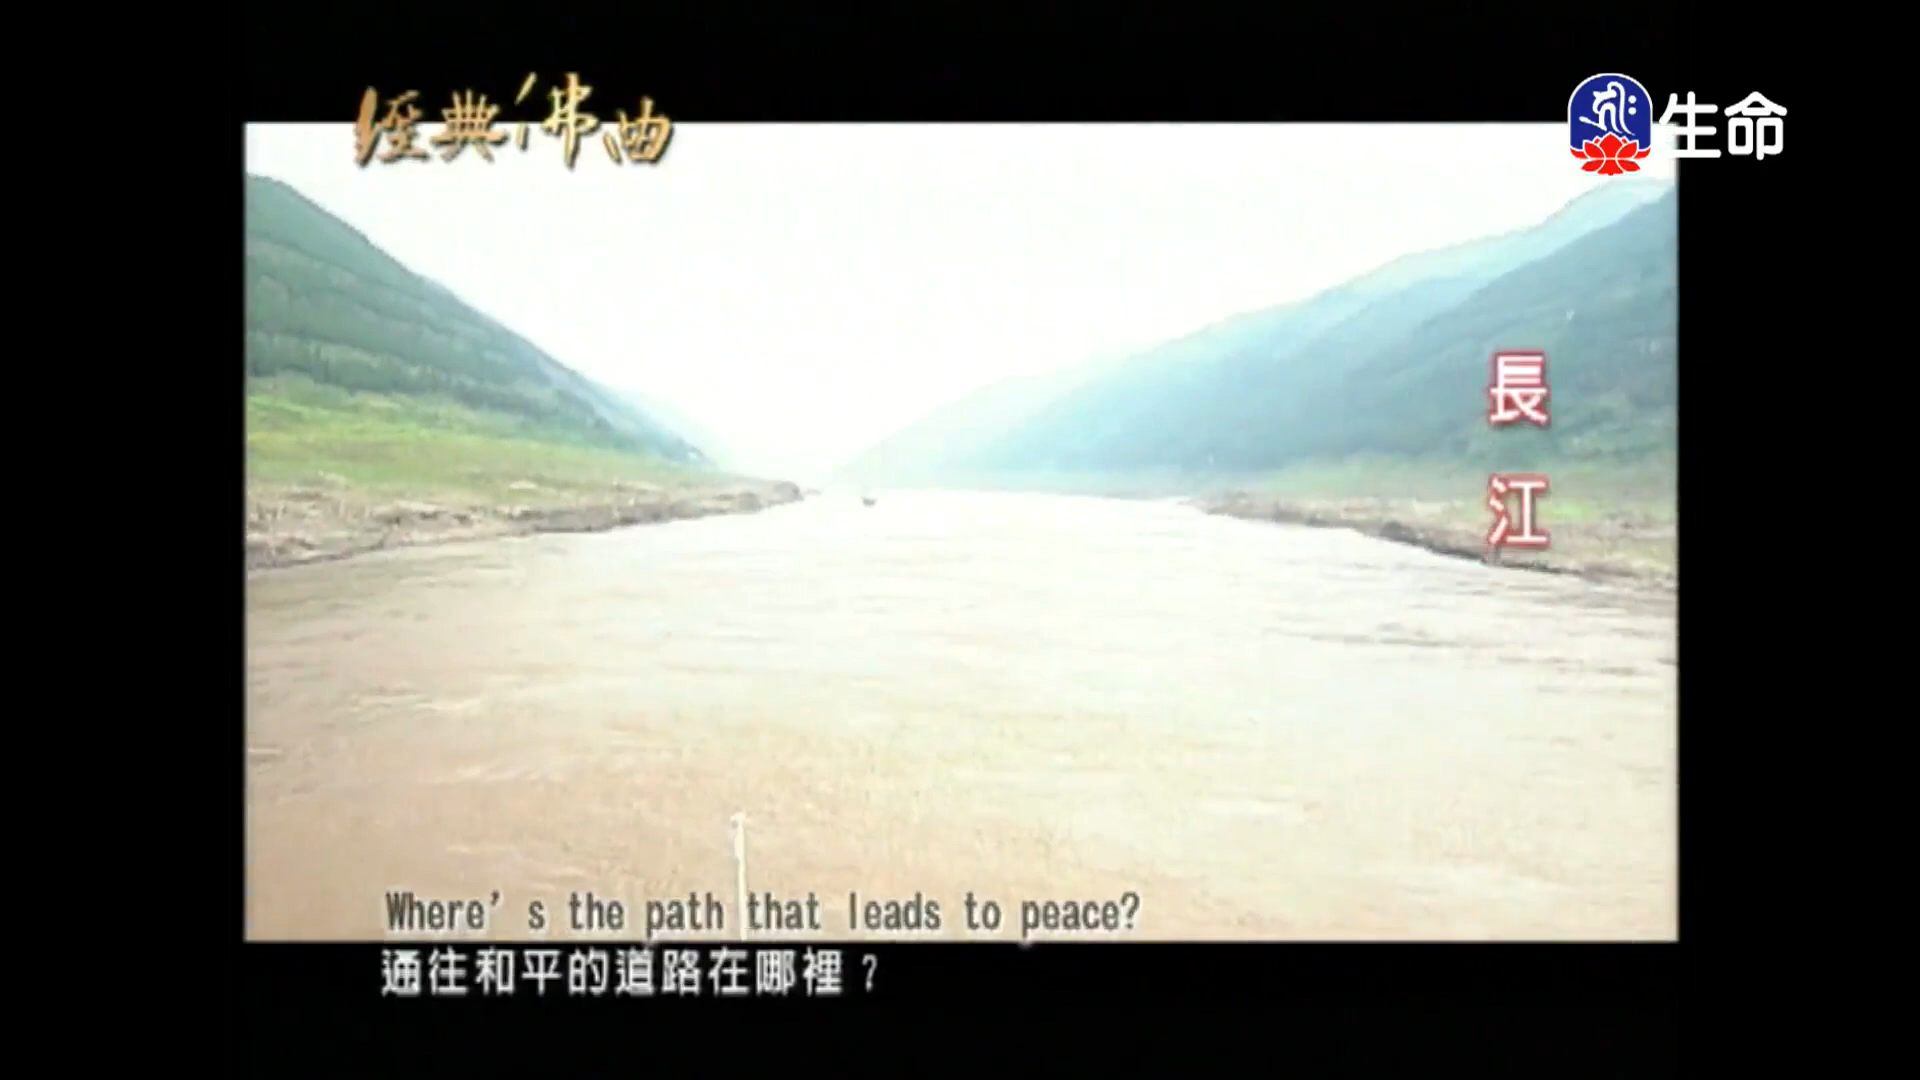 經典佛曲
生命
長江
Where's the path that leads to peace?
通往和平的道路在哪裡？